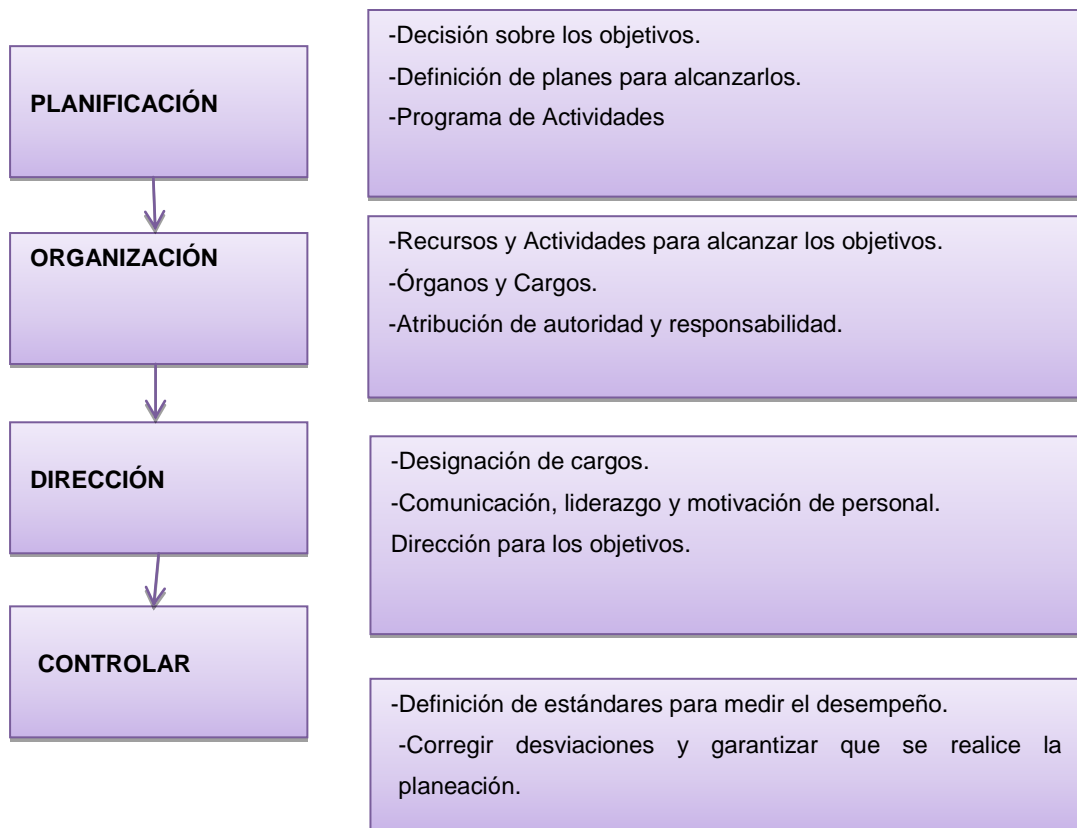 PLANIFICACIÓN
-Decisión sobre los objetivos.
-Definición de planes para alcanzarlos.
-Programa de Actividades
ORGANIZACIÓN
-Recursos y Actividades para alcanzar los objetivos.
-Órganos y Cargos.
-Atribución de autoridad y responsabilidad.
DIRECCIÓN
-Designación de cargos.
-Comunicación, liderazgo y motivación de personal.
Dirección para los objetivos.
CONTROLAR
-Definición de estándares para medir el desempeño.
-Corregir desviaciones y garantizar que se realice la
planeación.